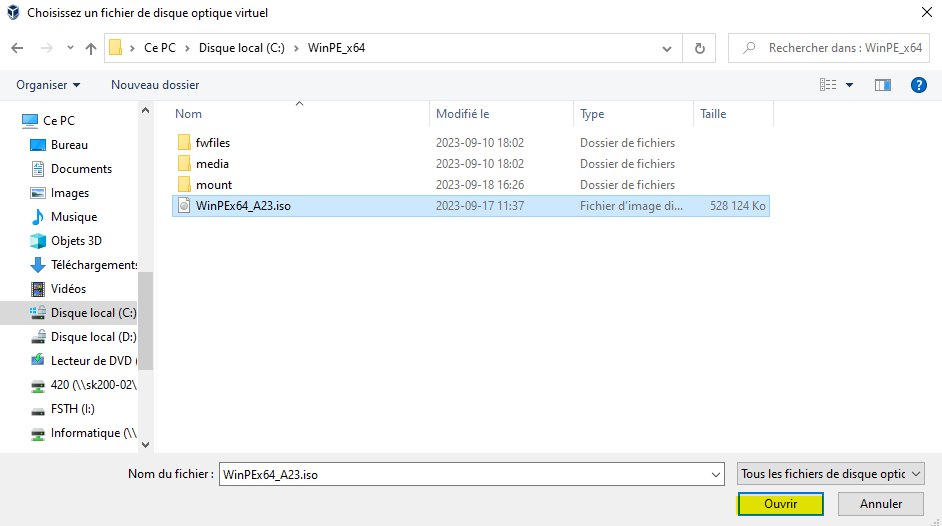 Choisissez un fichier de disque optique virtuel
Ce PC > Disque local (C:) > WinPE_x64
Rechercher dans : WinPE_x64
Organiser
Nouveau dossier
Nom Modifié le Type Taille
Ce PC
Bureau
Documents
Images
Musique
Objets 3D
Téléchargements
Vidéos
Disque local (C:)
Disque local (D:)
Lecteur de DVD (
420 (\\sk200-02\
FSTH (I:)
Informatique (\\
fwfiles 2023-09-10 18:02 Dossier de fichiers
media 2023-09-10 18:02 Dossier de fichiers
mount 2023-09-18 16:26 Dossier de fichiers
WinPEx64_A23.iso 2023-09-17 11:37 Fichier d'image di... 528 124 Ko
Nom du fichier : WinPEx64_A23.iso
Tous les fichiers de disque optic
Ouvrir
Annuler